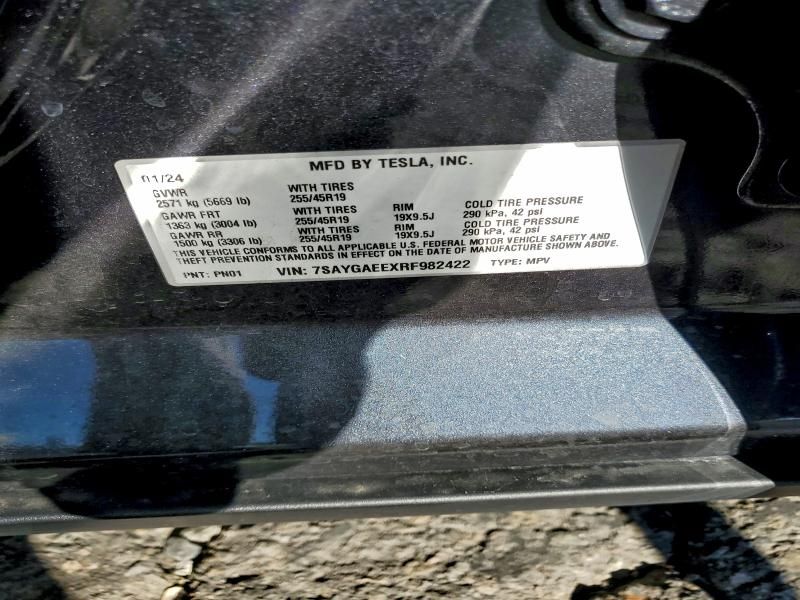 MFD BY TESLA, INC.
01/24
GVWR
2571 kg (5669 lb)
WITH TIRES
255/45R19
RIM
19X9.5J
COLD TIRE PRESSURE
290 kPa, 42 psi
GAWR FRT
1363 kg (3004 lb)
WITH TIRES
255/45R19
RIM
19X9.5J
COLD TIRE PRESSURE
290 kPa, 42 psi
GAWR RR
1500 kg (3306 lb)
WITH TIRES
255/45R19
THIS VEHICLE CONFORMS TO ALL APPLICABLE U.S. FEDERAL MOTOR VEHICLE SAFETY AND
THEFT PREVENTION STANDARDS IN EFFECT ON THE DATE OF MANUFACTURE SHOWN ABOVE.
PNT: PN01 VIN: 7SAYGAEEXRF982422 TYPE: MPV